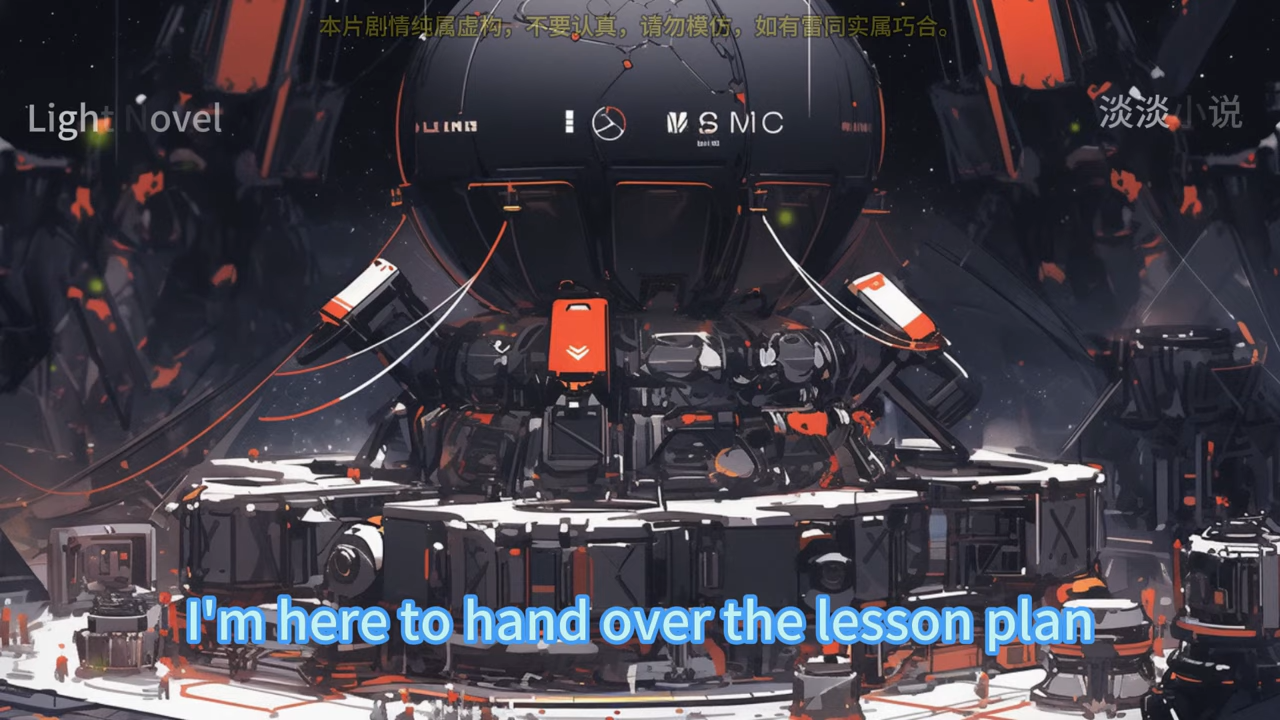 本片剧情纯属虚构，不要认真，请勿模仿，如有雷同实属巧合。
Light Novel
淡淡小说
SMC
I'm here to hand over the lesson plan